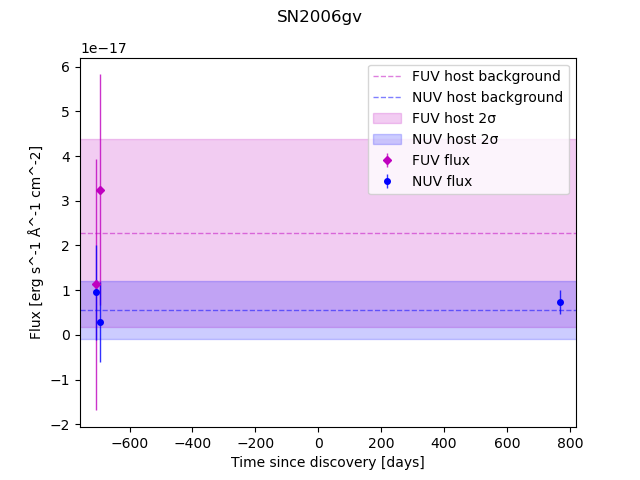 SN2006gv
1e−17
6
5
4
3
2
1
0
−1
−2
Flux [erg s^-1 Å^-1 cm^-2]
FUV host background
NUV host background
FUV host 2σ
NUV host 2σ
FUV flux
NUV flux
−600 −400 −200 0 200 400 600 800
Time since discovery [days]